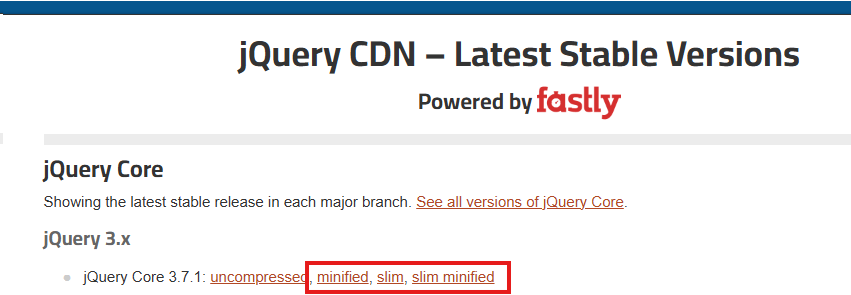 jQuery CDN – Latest Stable Versions
Powered by fastly
jQuery Core
Showing the latest stable release in each major branch. See all versions of jQuery Core.
jQuery 3.x
jQuery Core 3.7.1: uncompressed, minified, slim, slim minified